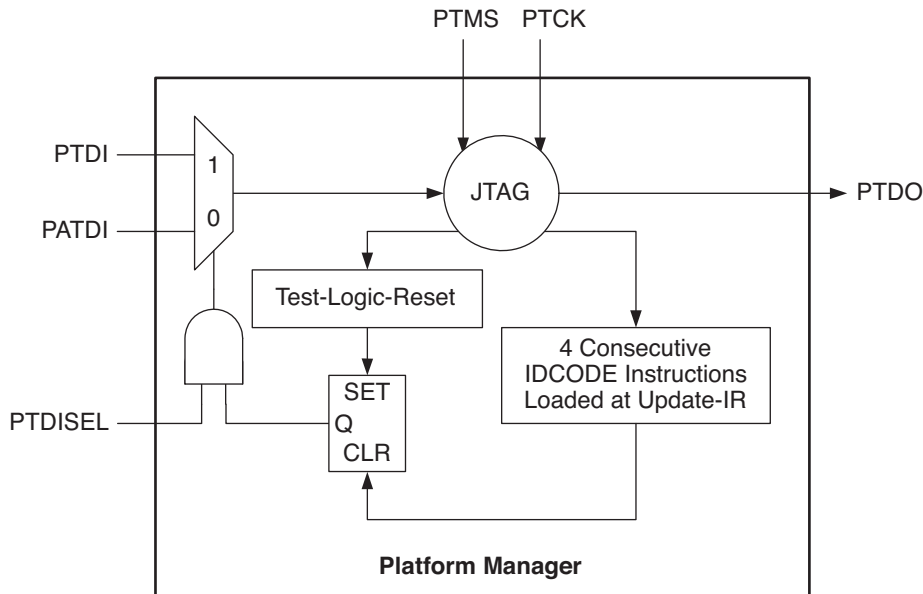 PTMS
PTCK
PTDI
1
JTAG
PTDO
PATDI
0
Test-Logic-Reset
4 Consecutive
IDCODE Instructions
Loaded at Update-IR
SET
PTDISEL
Q
CLR
Platform Manager